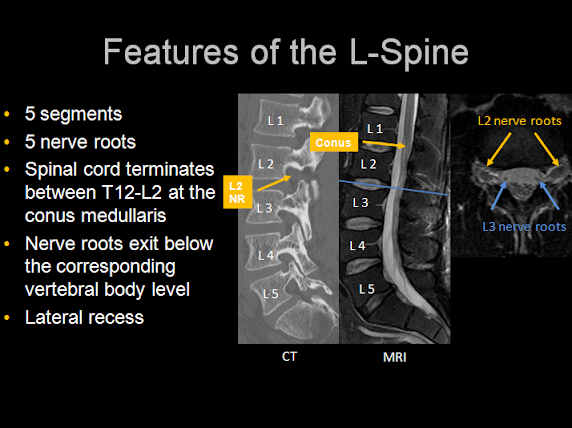 Features of the L-Spine
• 5 segments
• 5 nerve roots
• Spinal cord terminates
between T12-L2 at the
conus medullaris
• Nerve roots exit below
the corresponding
vertebral body level
• Lateral recess
L 1
L 2
L2
NR
L 3
L 4
L 5
CT
Conus
L 1
L 2
L 3
L 4
L 5
MRI
L2 nerve roots
L3 nerve roots